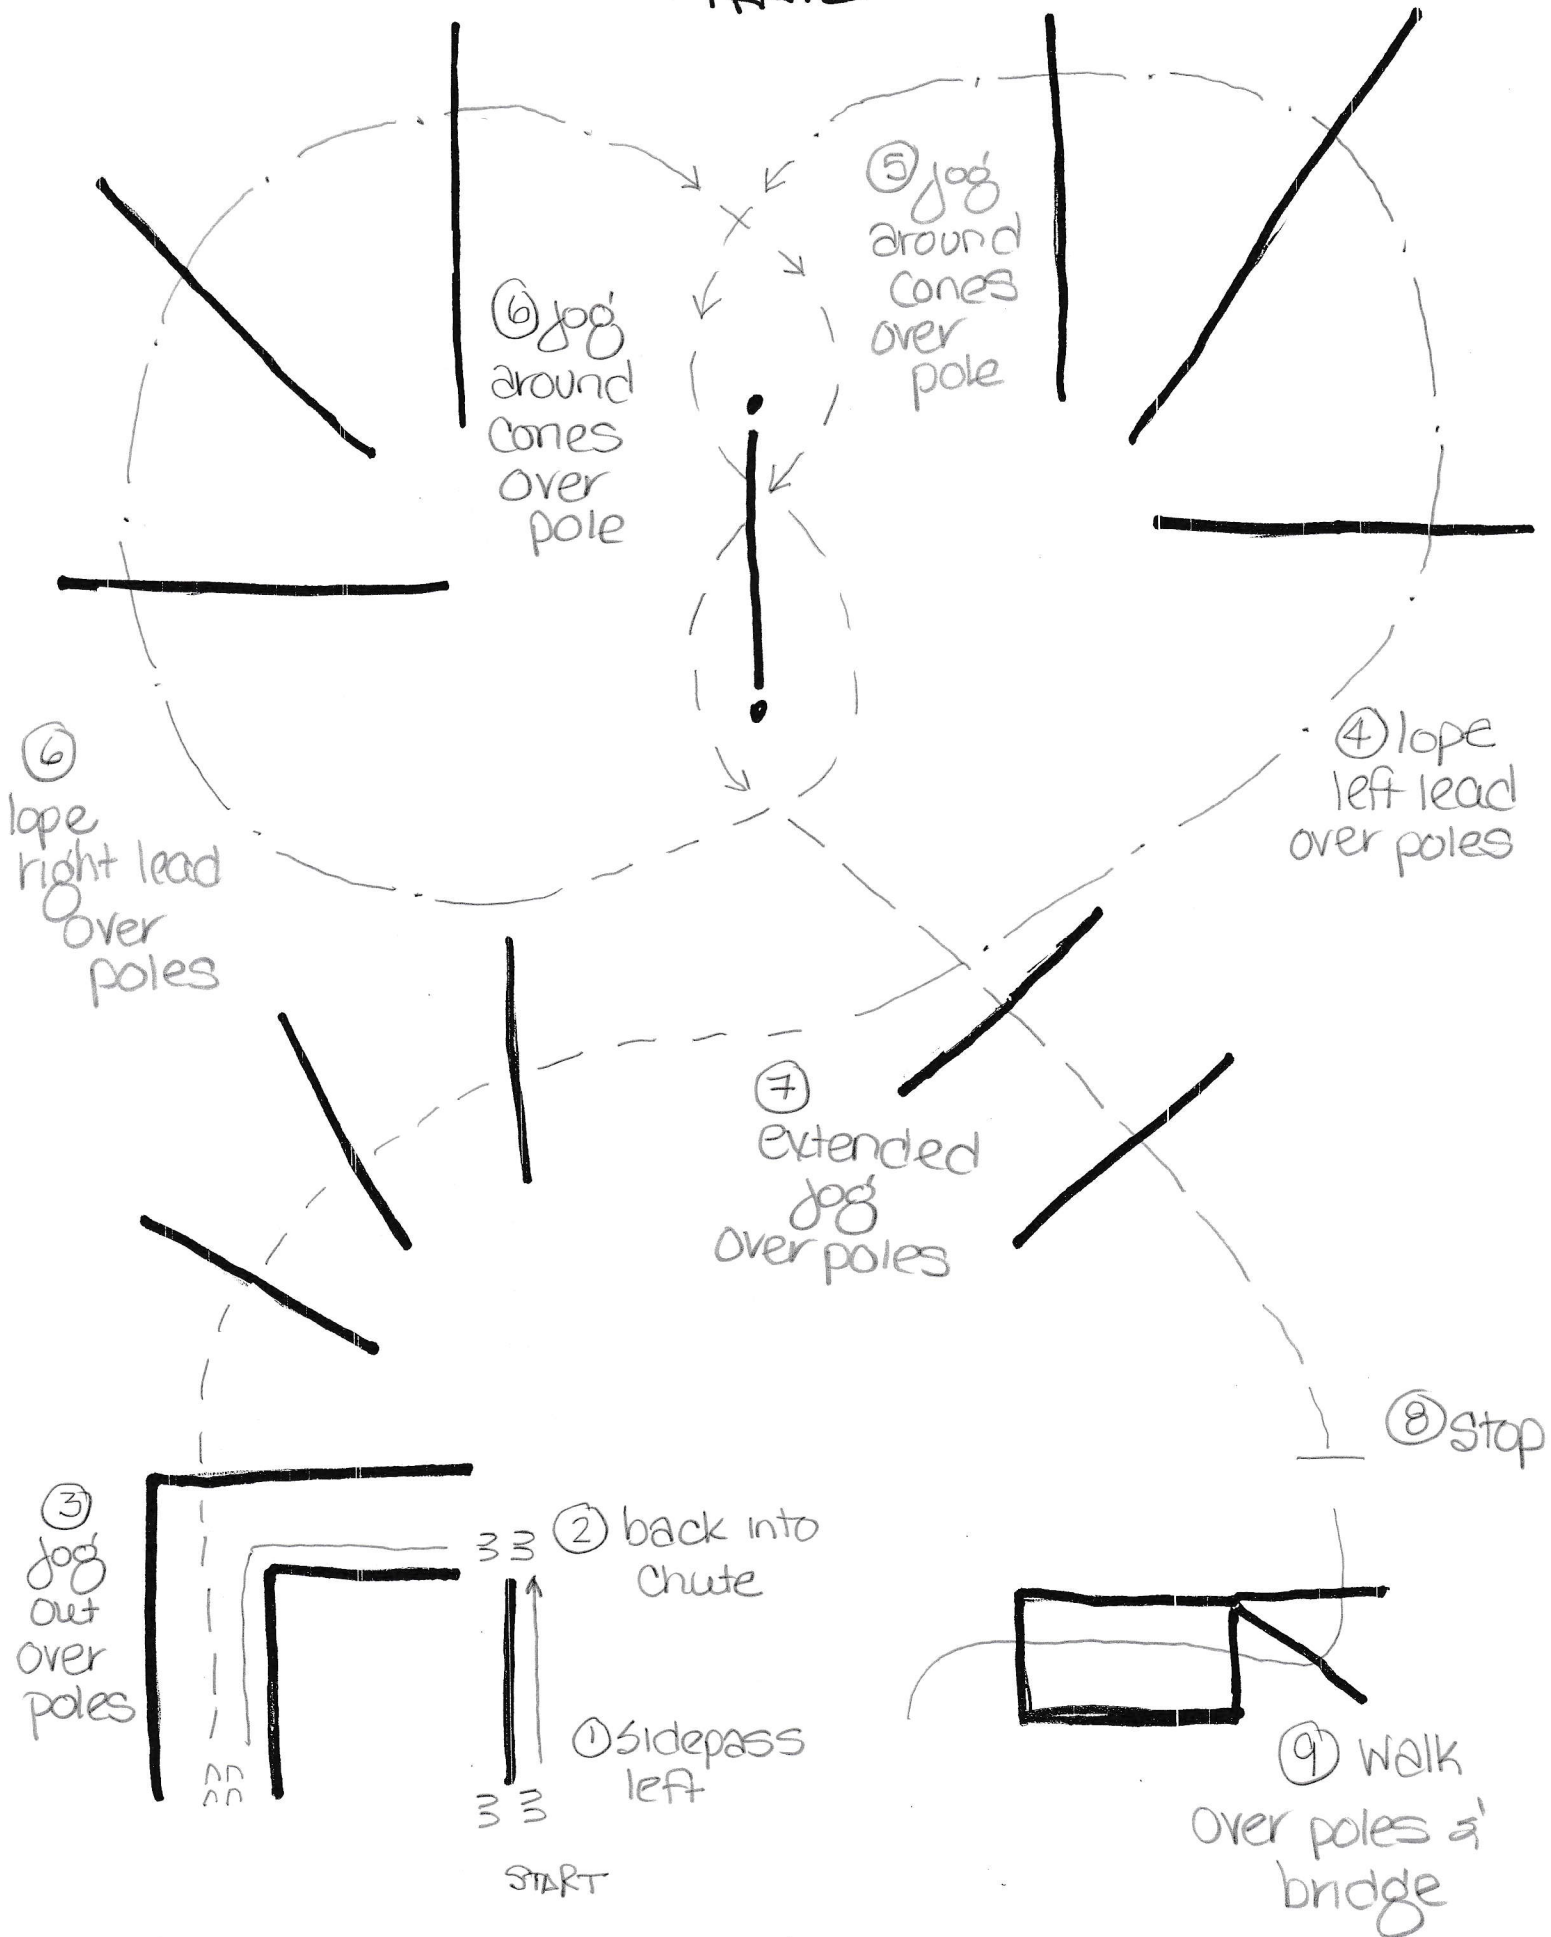 ⑤ jog
around
cones
over
pole
⑥ jog
around
cones
over
pole
④ lope
left lead
over poles
⑥
lope
right lead
over
poles
⑦
extended
jog
over poles
⑧ Stop
③
jog
out
over
poles
② back into
chute
① sidepass
left
START
⑨ walk
over poles &
bridge